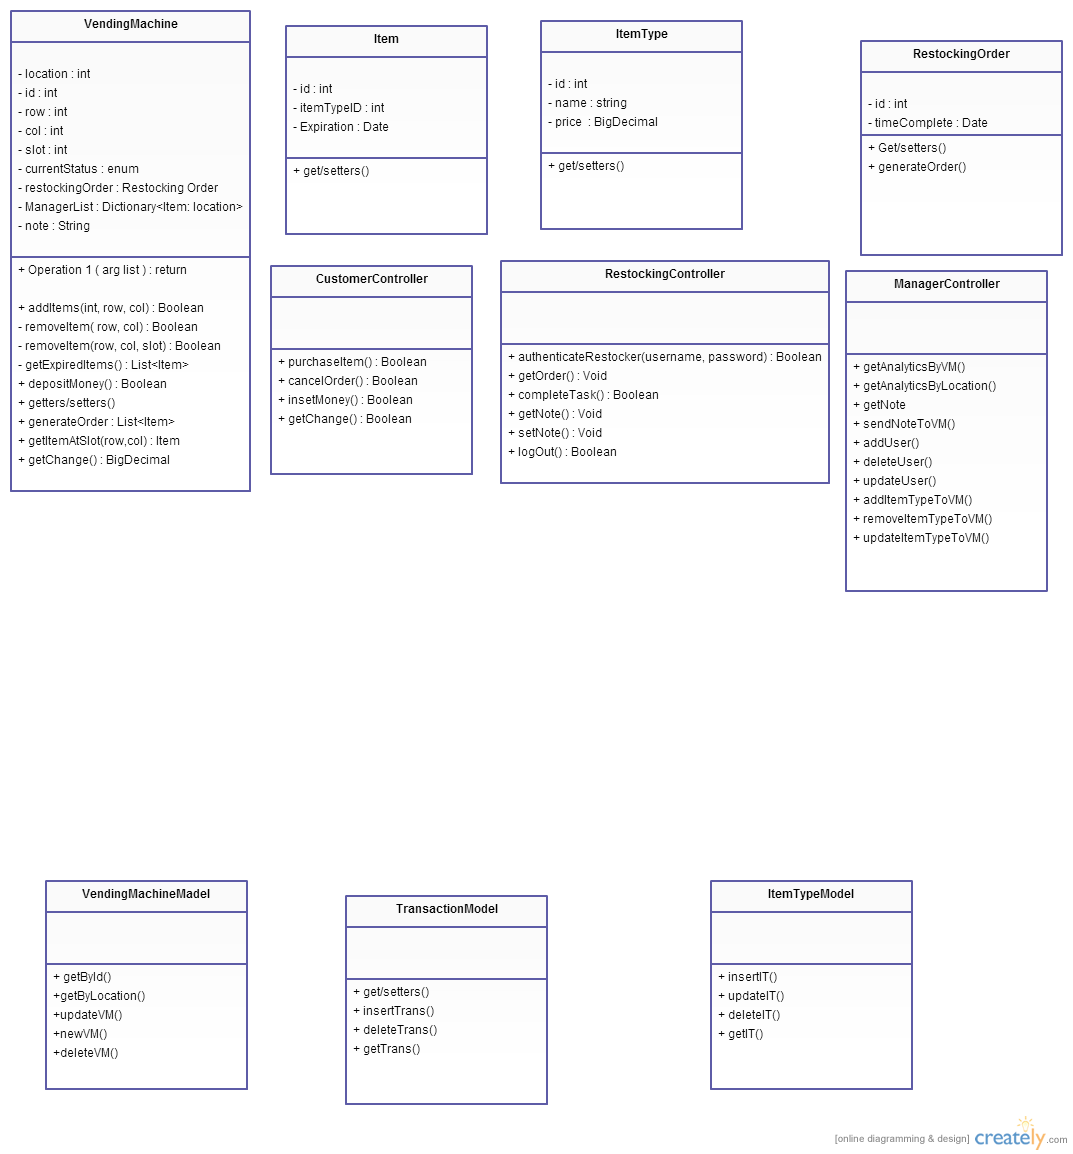 VendingMachine
- location : int
- id : int
- row : int
- col : int
- slot : int
- currentStatus : enum
- restockingOrder : Restocking Order
- ManagerList : Dictionary<Item: location>
- note : String
+ Operation 1 ( arg list ) : return
+ addItems(int, row, col) : Boolean
- removeItem( row, col) : Boolean
- removeItem(row, col, slot) : Boolean
- getExpiredItems() : List<Item>
+ depositMoney() : Boolean
+ getters/setters()
+ generateOrder : List<Item>
+ getItemAtSlot(row,col) : Item
+ getChange() : BigDecimal
Item
- id : int
- itemTypeID : int
- Expiration : Date
+ get/setters()
ItemType
- id : int
- name : string
- price : BigDecimal
+ get/setters()
RestockingOrder
- id : int
- timeComplete : Date
+ Get/setters()
+ generateOrder()
CustomerController
+ purchaseItem() : Boolean
+ cancelOrder() : Boolean
+ insetMoney() : Boolean
+ getChange() : Boolean
RestockingController
+ authenticateRestocker(username, password) : Boolean
+ getOrder() : Void
+ completeTask() : Boolean
+ getNote() : Void
+ setNote() : Void
+ logOut() : Boolean
ManagerController
+ getAnalyticsByVM()
+ getAnalyticsByLocation()
+ getNote
+ sendNoteToVM()
+ addUser()
+ deleteUser()
+ updateUser()
+ addItemTypeToVM()
+ removeItemTypeToVM()
+ updateItemTypeToVM()
VendingMachineMadel
+ getById()
+getByLocation()
+updateVM()
+newVM()
+deleteVM()
TransactionModel
+ get/setters()
+ insertTrans()
+ deleteTrans()
+ getTrans()
ItemTypeModel
+ insertIT()
+ updateIT()
+ deleteIT()
+ getIT()
[online diagramming & design] creately.com